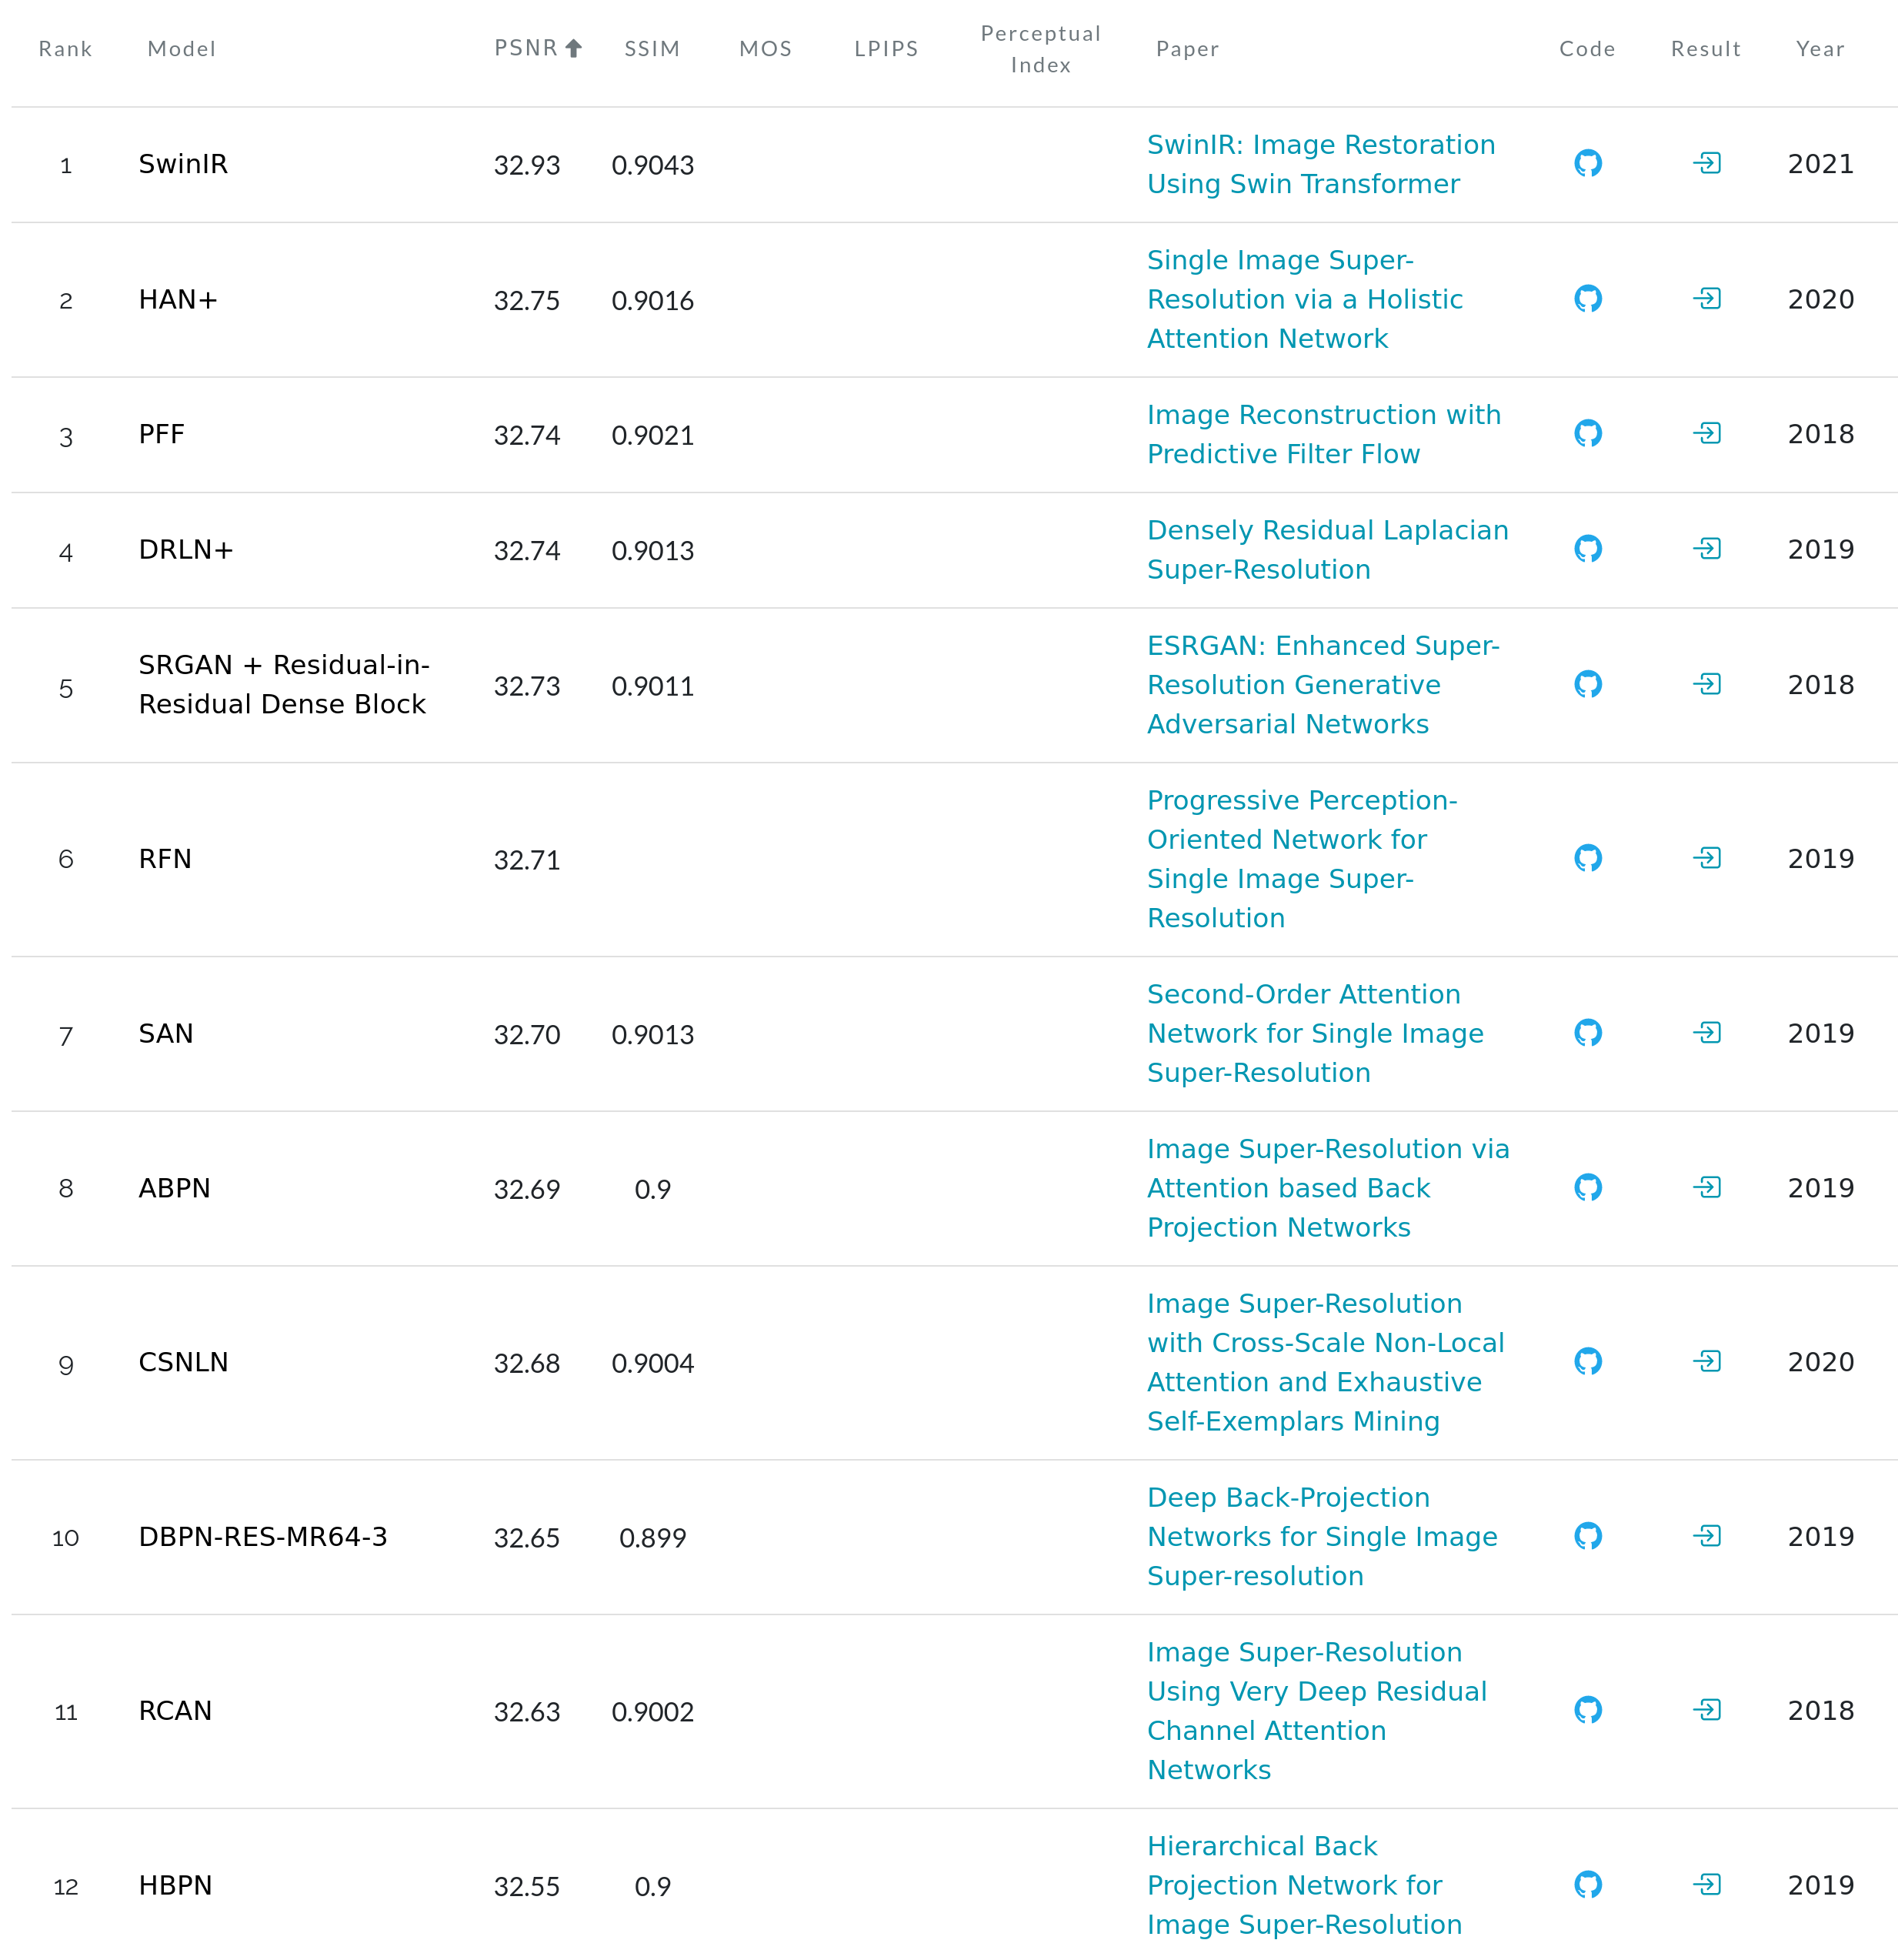 Rank Model PSNR SSIM MOS LPIPS Perceptual Index Paper Code Result Year
1 SwinIR 32.93 0.9043 SwinIR: Image Restoration
Using Swin Transformer 2021
2 HAN+ 32.75 0.9016 Single Image Super-
Resolution via a Holistic
Attention Network 2020
3 PFF 32.74 0.9021 Image Reconstruction with
Predictive Filter Flow 2018
4 DRLN+ 32.74 0.9013 Densely Residual Laplacian
Super-Resolution 2019
5 SRGAN + Residual-in-
Residual Dense Block 32.73 0.9011 ESRGAN: Enhanced Super-
Resolution Generative
Adversarial Networks 2018
6 RFN 32.71 Progressive Perception-
Oriented Network for
Single Image Super-
Resolution 2019
7 SAN 32.70 0.9013 Second-Order Attention
Network for Single Image
Super-Resolution 2019
8 ABPN 32.69 0.9 Image Super-Resolution via
Attention based Back
Projection Networks 2019
9 CSNLN 32.68 0.9004 Image Super-Resolution
with Cross-Scale Non-Local
Attention and Exhaustive
Self-Exemplars Mining 2020
10 DBPN-RES-MR64-3 32.65 0.899 Deep Back-Projection
Networks for Single Image
Super-resolution 2019
11 RCAN 32.63 0.9002 Image Super-Resolution
Using Very Deep Residual
Channel Attention
Networks 2018
12 HBPN 32.55 0.9 Hierarchical Back
Projection Network for
Image Super-Resolution 2019